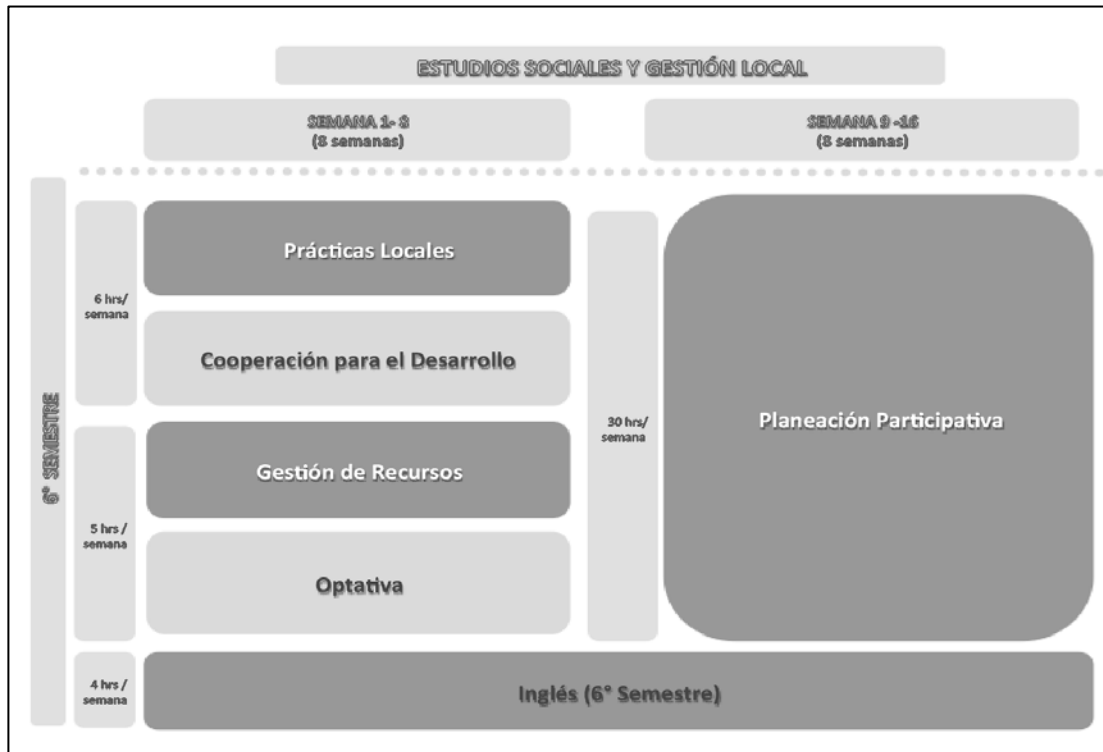 ESTUDIOS SOCIALES Y GESTIÓN LOCAL
SEMANA 1- 8
(8 semanas)
SEMANA 9 -16
(8 semanas)
6° SEMESTRE
6 hrs/
semana
Prácticas Locales
Cooperación para el Desarrollo
5 hrs /
semana
Gestión de Recursos
Optativa
30 hrs/
semana
Planeación Participativa
4 hrs /
semana
Inglés (6° Semestre)